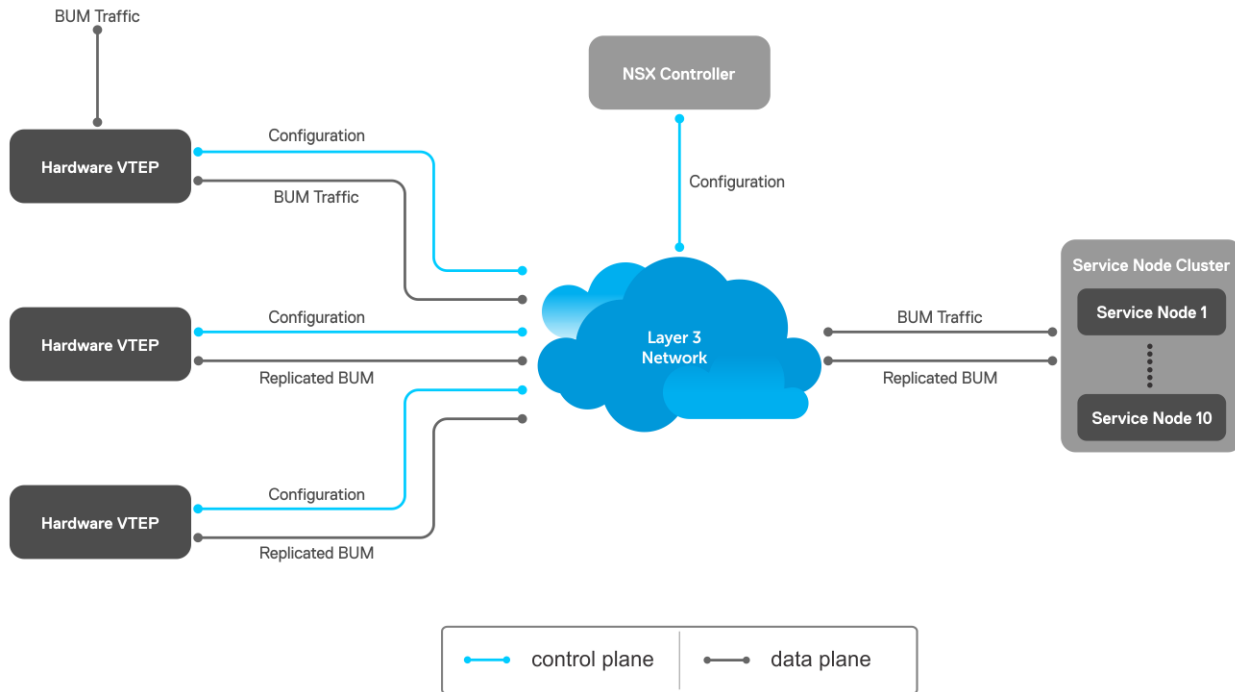 BUM Traffic
NSX Controller
Hardware VTEP
Configuration
BUM Traffic
Configuration
Hardware VTEP
Configuration
Replicated BUM
Layer 3
Network
BUM Traffic
Replicated BUM
Service Node Cluster
Service Node 1
Service Node 10
Hardware VTEP
Configuration
Replicated BUM
control plane
data plane